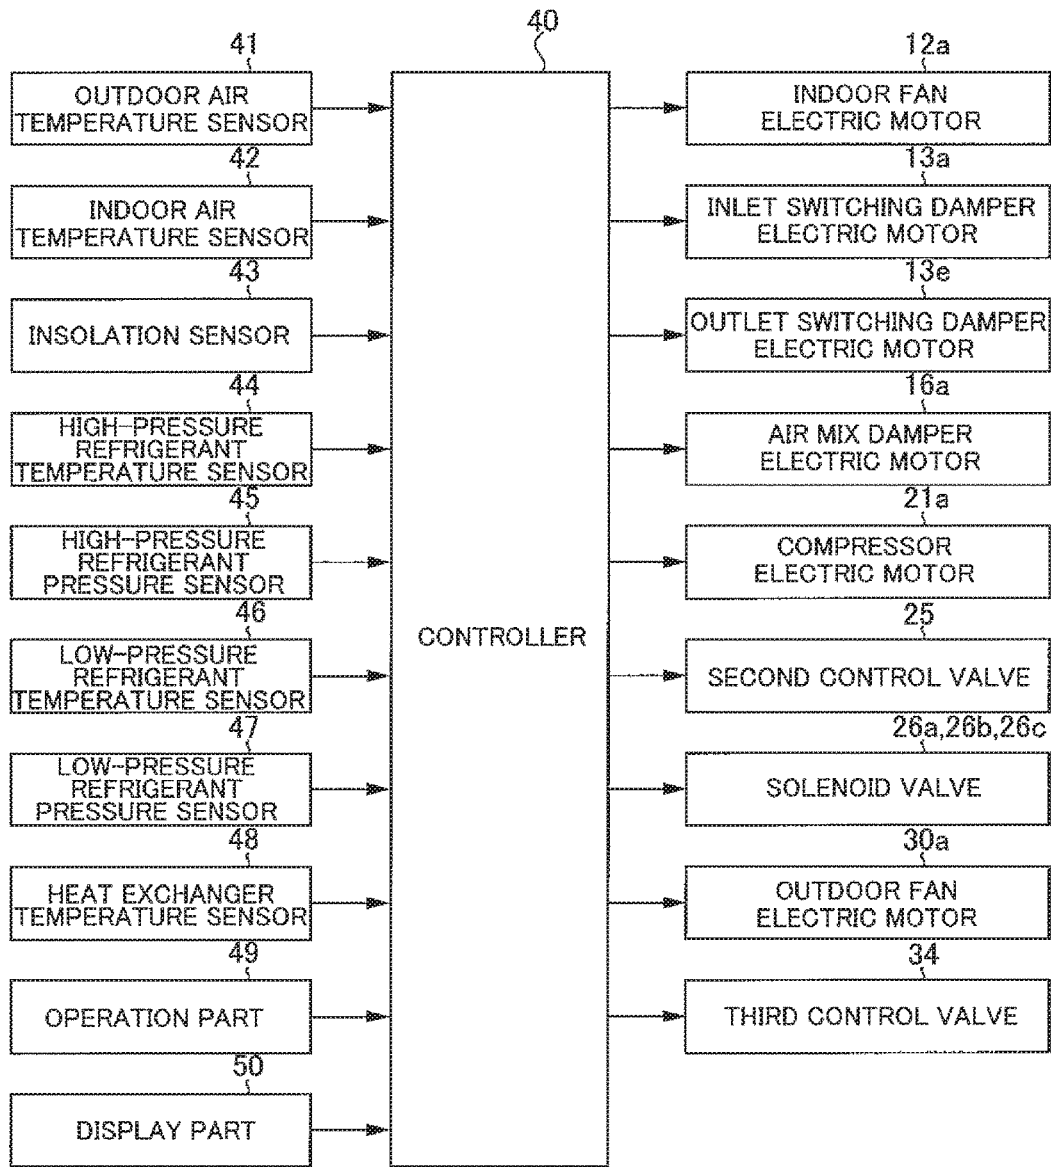 40
41
OUTDOOR AIR
TEMPERATURE SENSOR
42
INDOOR AIR
TEMPERATURE SENSOR
43
INSOLATION SENSOR
44
HIGH-PRESSURE
REFRIGERANT
TEMPERATURE SENSOR
45
HIGH-PRESSURE
REFRIGERANT
PRESSURE SENSOR
46
LOW-PRESSURE
REFRIGERANT
TEMPERATURE SENSOR
47
LOW-PRESSURE
REFRIGERANT
PRESSURE SENSOR
48
HEAT EXCHANGER
TEMPERATURE SENSOR
49
OPERATION PART
50
DISPLAY PART
CONTROLLER
12a
INDOOR FAN
ELECTRIC MOTOR
13a
INLET SWITCHING DAMPER
ELECTRIC MOTOR
13e
OUTLET SWITCHING DAMPER
ELECTRIC MOTOR
16a
AIR MIX DAMPER
ELECTRIC MOTOR
21a
COMPRESSOR
ELECTRIC MOTOR
25
SECOND CONTROL VALVE
26a,26b,26c
SOLENOID VALVE
30a
OUTDOOR FAN
ELECTRIC MOTOR
34
THIRD CONTROL VALVE